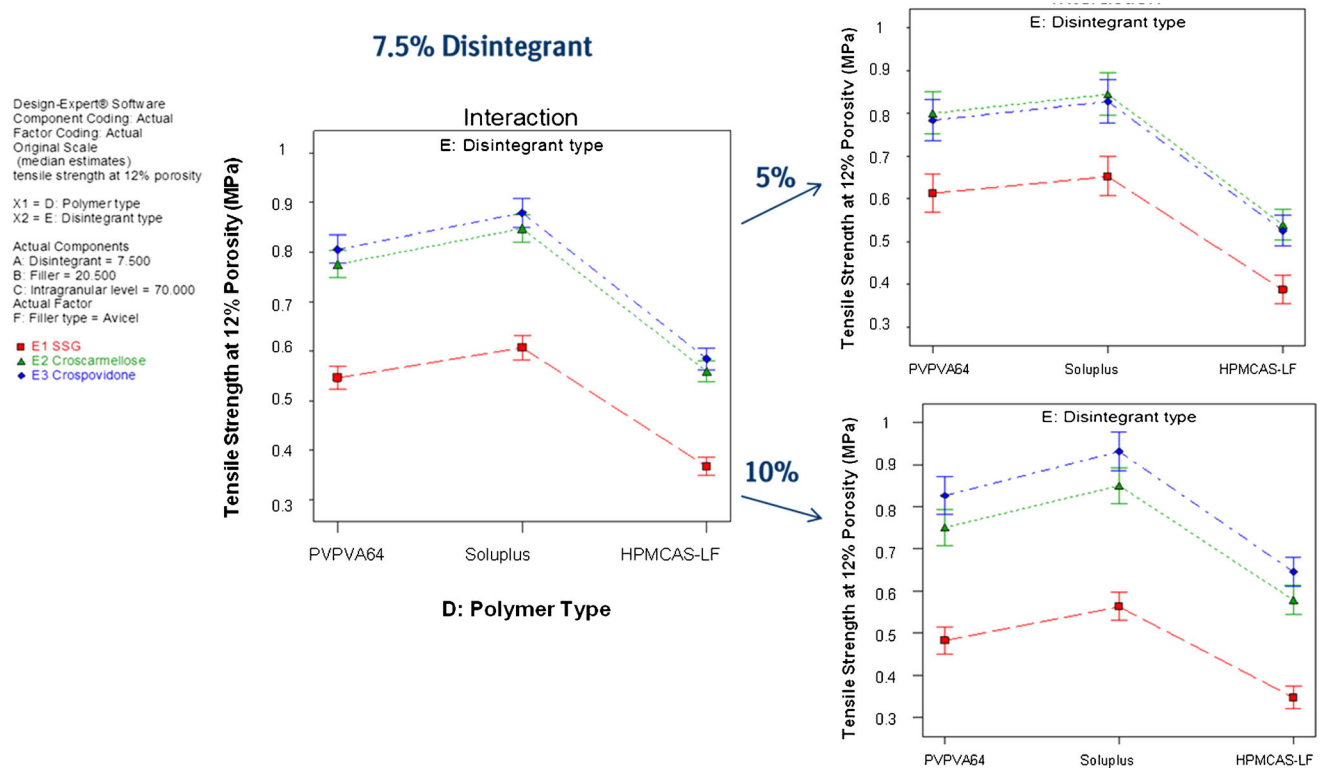 7.5% Disintegrant
Design-Expert® Software
Component Coding: Actual
Factor Coding: Actual
Original Scale
(median estimates)
tensile strength at 12% porosity
X1 = D: Polymer type
X2 = E: Disintegrant type
Actual Components
A: Disintegrant = 7.500
B: Filler = 20.500
C: Intragranular level = 70.000
Actual Factor
F: Filler type = Avicel
E1 SSG
E2 Croscarmellose
E3 Crospovidone
Interaction
E: Disintegrant type
Tensile Strength at 12% Porosity (MPa)
1
0.9
0.8
0.7
0.6
0.5
0.4
0.3
PVPVA64 Soluplus HPMCAS-LF
D: Polymer Type
5%
10%
E: Disintegrant type
Tensile Strength at 12% Porosity (MPa)
1
0.9
0.8
0.7
0.6
0.5
0.4
0.3
PVPVA64 Soluplus HPMCAS-LF
E: Disintegrant type
Tensile Strength at 12% Porosity (MPa)
1
0.9
0.8
0.7
0.6
0.5
0.4
0.3
PVPVA64 Soluplus HPMCAS-LF